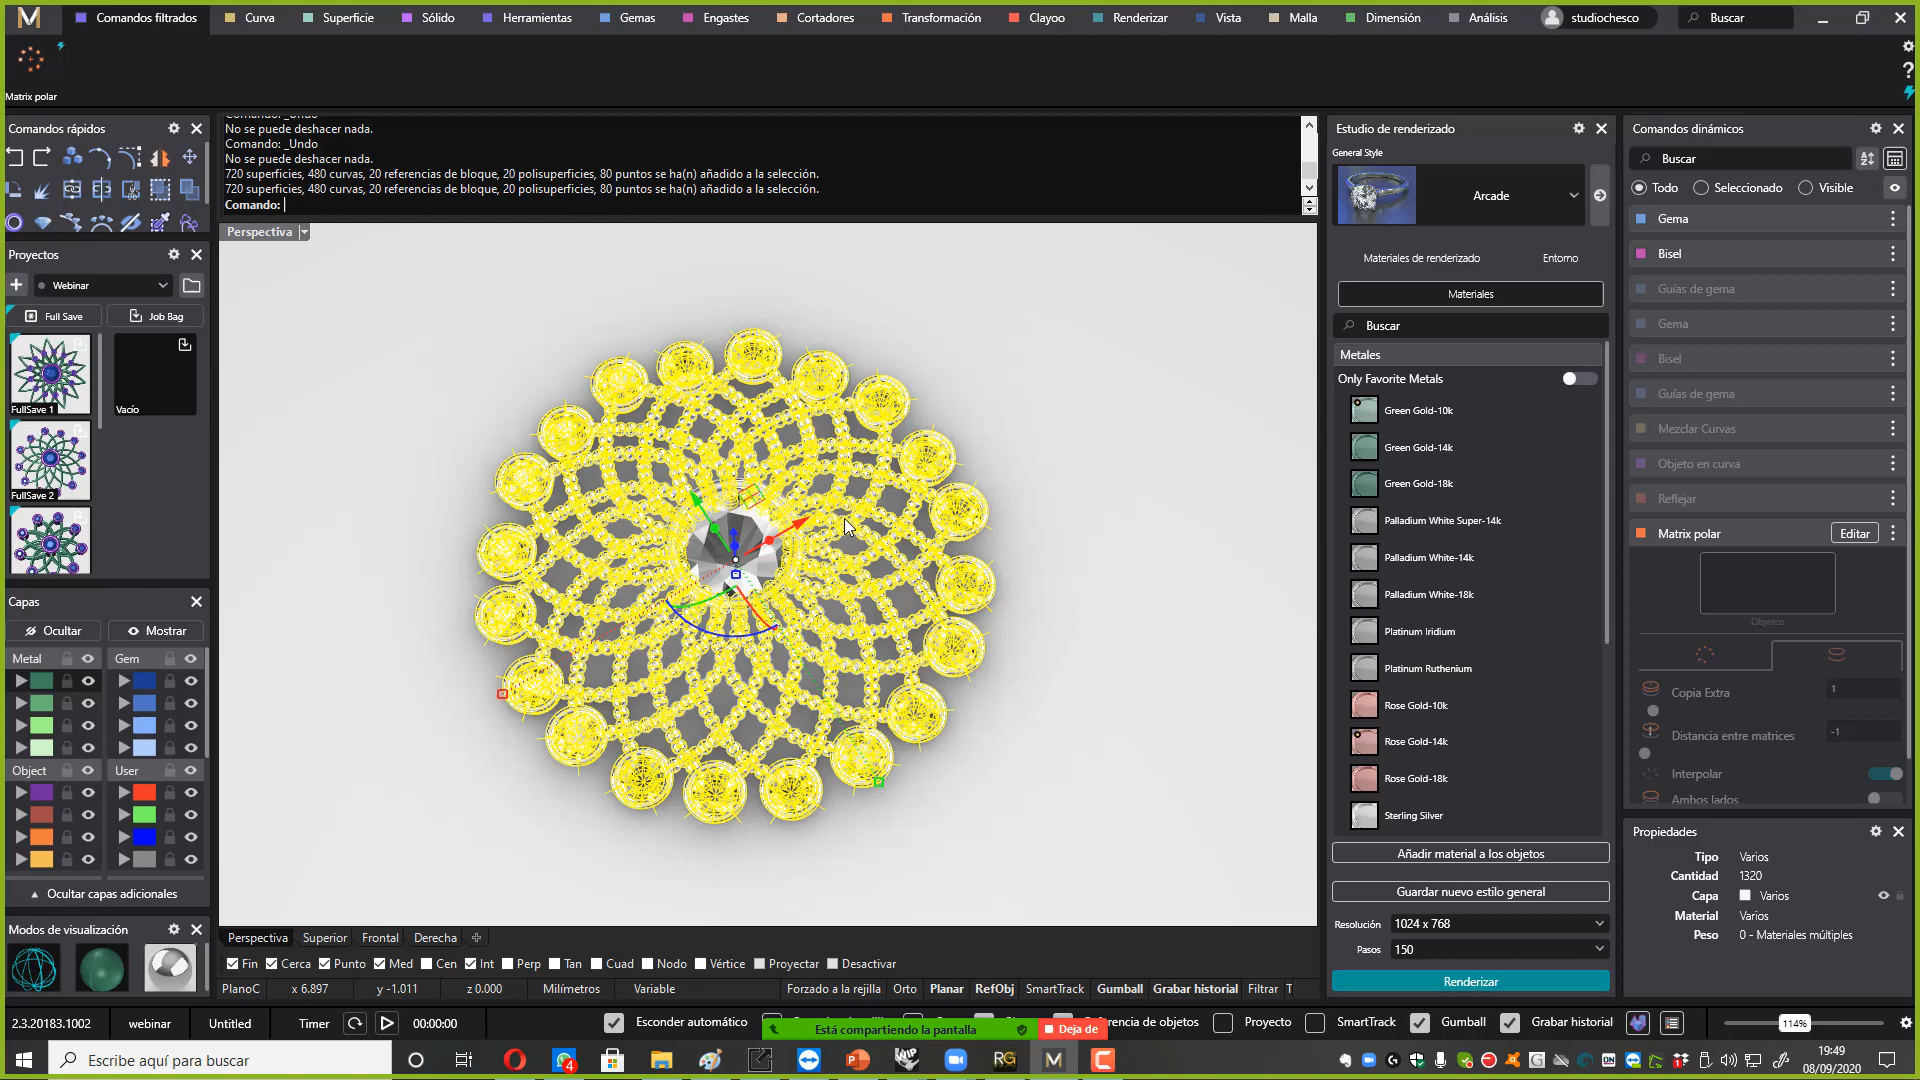 Comandos filtrados
Curva
Superficie
Sólido
Herramientas
Gemas
Engastes
Cortadores
Transformación
Clayoo
Renderizar
Vista
Malla
Dimensión
Análisis
studiochesco
Buscar
Matrix polar
Comandos rápidos
No se puede deshacer nada.
Comando: _Undo
No se puede deshacer nada.
720 superficies, 480 curvas, 20 referencias de bloque, 20 polisuperficies, 80 puntos se ha(n) añadido a la selección.
720 superficies, 480 curvas, 20 referencias de bloque, 20 polisuperficies, 80 puntos se ha(n) añadido a la selección.
Comando:
Perspectiva
Proyectos
Webinar
Full Save
Job Bag
FullSave 1
Vacío
FullSave 2
Capas
Ocultar
Mostrar
Metal
Gem
Object
User
Ocultar capas adicionales
Modos de visualización
Estudio de renderizado
General Style
Arcade
Materiales de renderizado
Entorno
Materiales
Buscar
Metales
Only Favorite Metals
Green Gold-10k
Green Gold-14k
Green Gold-18k
Palladium White Super-14k
Palladium White-14k
Palladium White-18k
Platinum Iridium
Platinum Ruthenium
Rose Gold-10k
Rose Gold-14k
Rose Gold-18k
Sterling Silver
Añadir material a los objetos
Guardar nuevo estilo general
Resolución
1024 x 768
Pasos
150
Renderizar
Comandos dinámicos
Buscar
Todo
Seleccionado
Visible
Gema
Bisel
Guías de gema
Gema
Bisel
Guías de gema
Mezclar Curvas
Objeto en curva
Reflejar
Matrix polar
Editar
Objetos
Copia Extra
1
Distancia entre matrices
-1
Interpolar
Ambos lados
Propiedades
Tipo
Varios
Cantidad
1320
Capa
Varios
Material
Varios
Peso
0 - Materiales múltiples
Perspectiva
Superior
Frontal
Derecha
Fin
Cerca
Punto
Med
Cen
Int
Perp
Tan
Cuad
Nodo
Vértice
Proyectar
Desactivar
PlanoC
x 6.897
y -1.011
z 0.000
Milímetros
Variable
Forzado a la rejilla
Orto
Planar
RefObj
SmartTrack
Gumball
Grabar historial
Filtrar
T
2.3.20183.1002
webinar
Untitled
Timer
00:00:00
Esconder automático
Está compartiendo la pantalla
Deja de
de objetos
Proyecto
SmartTrack
Gumball
Grabar historial
114%
Escribe aquí para buscar
4
RG
M
ON
19:49
08/09/2020